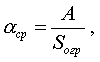 α_ср = A / S_огр ,